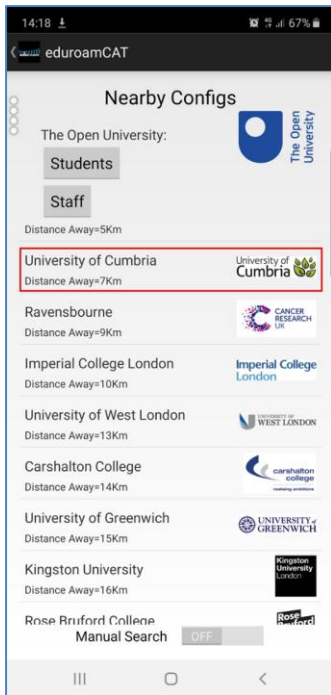 14:18
67%
eduroamCAT
Nearby Configs
The Open University:
Students
Staff
The Open
University
Distance Away=5Km
University of Cumbria
Distance Away=7Km
University of
Cumbria
Ravensbourne
Distance Away=9Km
CANCER
RESEARCH
UK
Imperial College London
Distance Away=10Km
Imperial College
London
University of West London
Distance Away=13Km
UNIVERSITY OF
WEST LONDON
Carshalton College
Distance Away=14Km
carshalton
college
realising ambitions
University of Greenwich
Distance Away=15Km
UNIVERSITY of
GREENWICH
Kingston University
Distance Away=16Km
Kingston
University
London
Rose Bruford College
Rose
Bruford
Manual Search
OFF